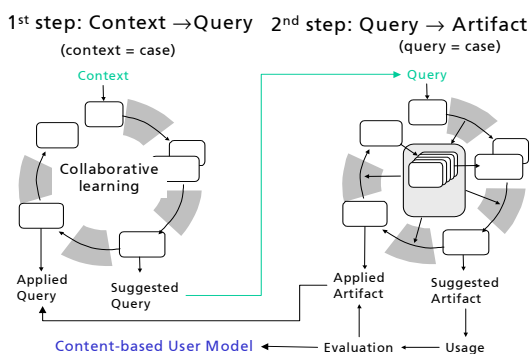 1st step: Context →Query
(context = case)
2nd step: Query → Artifact
(query = case)
Context
Query
Collaborative
learning
Applied
Query
Suggested
Query
Applied
Artifact
Suggested
Artifact
Content-based User Model
Evaluation
Usage